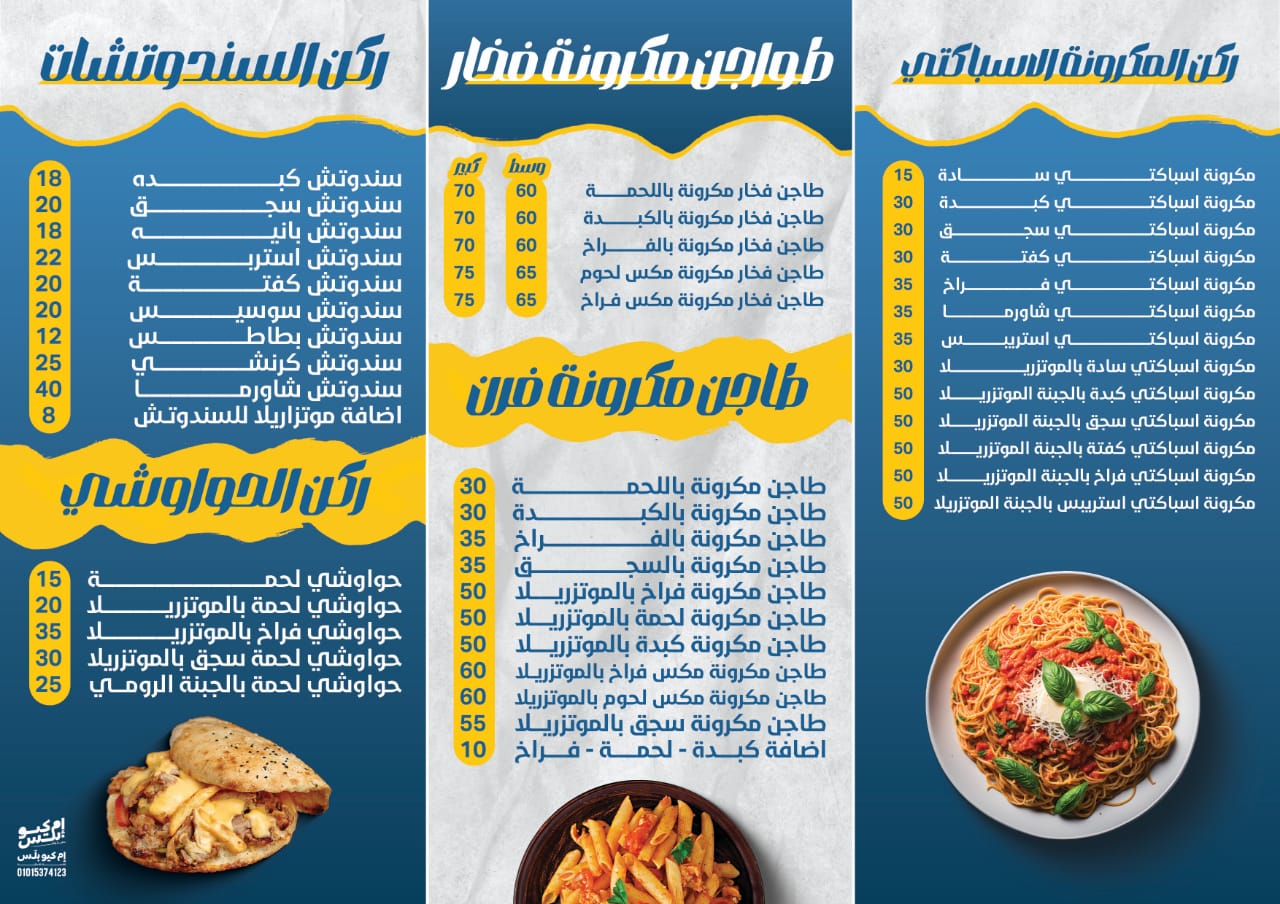 ركن المكرونة الاسباكتي
مكرونة اسباكتي سادة 15
مكرونة اسباكتي كبدة 30
مكرونة اسباكتي سجق 30
مكرونة اسباكتي كفتة 30
مكرونة اسباكتي فراخ 35
مكرونة اسباكتي شاورما 35
مكرونة اسباكتي استريبس 35
مكرونة اسباكتي سادة بالموتزريلا 30
مكرونة اسباكتي كبدة بالجبنة الموتزريلا 50
مكرونة اسباكتي سجق بالجبنة الموتزريلا 50
مكرونة اسباكتي كفتة بالجبنة الموتزريلا 50
مكرونة اسباكتي فراخ بالجبنة الموتزريلا 50
مكرونة اسباكتي استريبس بالجبنة الموتزريلا 50
طواجن مكرونة فخار
وسط كبير
طاجن فخار مكرونة باللحمة 60 70
طاجن فخار مكرونة بالكبدة 60 70
طاجن فخار مكرونة بالفراخ 60 70
طاجن فخار مكرونة مكس لحوم 65 75
طاجن فخار مكرونة مكس فراخ 65 75
طاجن مكرونة فرن
طاجن مكرونة باللحمة 30
طاجن مكرونة بالكبدة 30
طاجن مكرونة بالفراخ 35
طاجن مكرونة بالسجق 35
طاجن مكرونة فراخ بالموتزريلا 50
طاجن مكرونة لحمة بالموتزريلا 50
طاجن مكرونة كبدة بالموتزريلا 50
طاجن مكرونة مكس فراخ بالموتزريلا 60
طاجن مكرونة مكس لحوم بالموتزريلا 60
طاجن مكرونة سجق بالموتزريلا 55
اضافة كبدة - لحمة - فراخ 10
ركن السندوتشات
سندوتش كبده 18
سندوتش سجق 20
سندوتش بانيه 18
سندوتش استربس 22
سندوتش كفتة 20
سندوتش سوسيس 20
سندوتش بطاطس 12
سندوتش كرنشي 25
سندوتش شاورما 40
اضافة موتزاريلا للسندوتش 8
ركن الحواوشي
حواوشي لحمة 15
حواوشي لحمة بالموتزريلا 20
حواوشي فراخ بالموتزريلا 35
حواوشي لحمة سجق بالموتزريلا 30
حواوشي لحمة بالجبنة الرومي 25
إم كيو
بلس
إم كيو بلس
01015374123